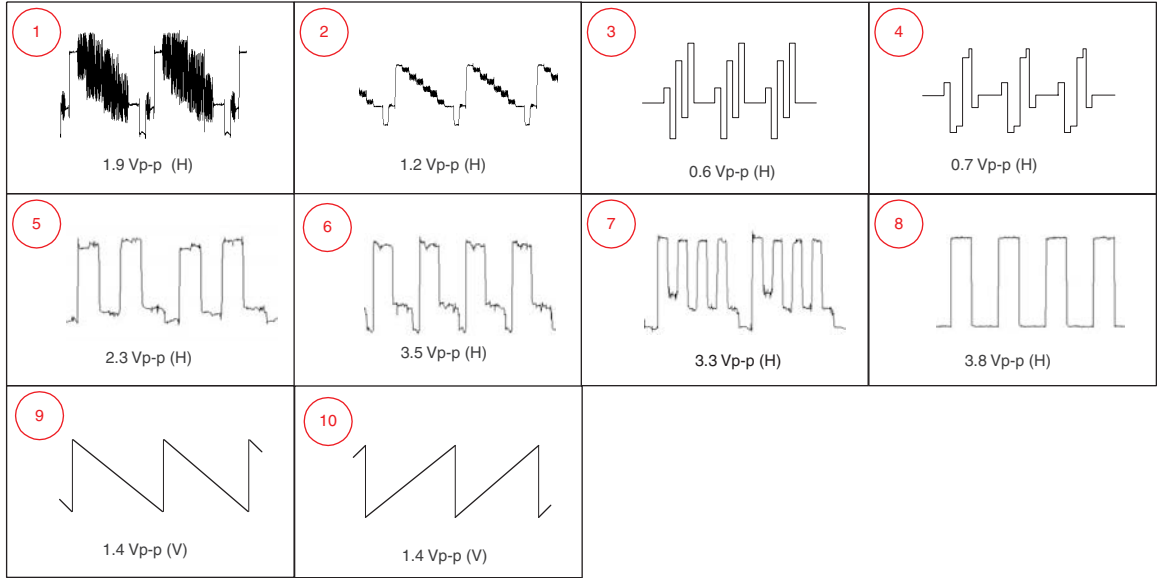 1
1.9 Vp-p (H)
2
1.2 Vp-p (H)
3
0.6 Vp-p (H)
4
0.7 Vp-p (H)
5
2.3 Vp-p (H)
6
3.5 Vp-p (H)
7
3.3 Vp-p (H)
8
3.8 Vp-p (H)
9
1.4 Vp-p (V)
10
1.4 Vp-p (V)